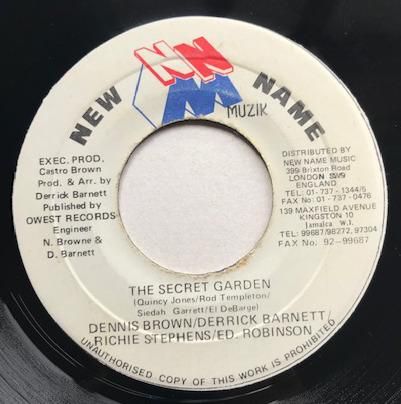 NEW NAME
NN
M
MUZIK
EXEC. PROD.
Castro Brown
Prod. & Arr. by
Derrick Barnett
Published by
OWEST RECORDS
Engineer
N. Browne &
D. Barnett
DISTRIBUTED BY
NEW NAME MUSIC
399 Brixton Road
LONDON SW9
ENGLAND
TEL: 01-737-1344/5
FAX No: 01-737-0476
139 MAXFIELD AVENUE
KINGSTON 10
Jamaica W.I.
TEL: 99687/98272, 97304
FAX No. 92-99687
THE SECRET GARDEN
(Quincy Jones/Rod Templeton/
Siedah Garrett/El DeBarge)
DENNIS BROWN/DERRICK BARNETT/
RICHIE STEPHENS/ED. ROBINSON
UNAUTHORISED COPY OF THIS WORK IS PROHIBITED